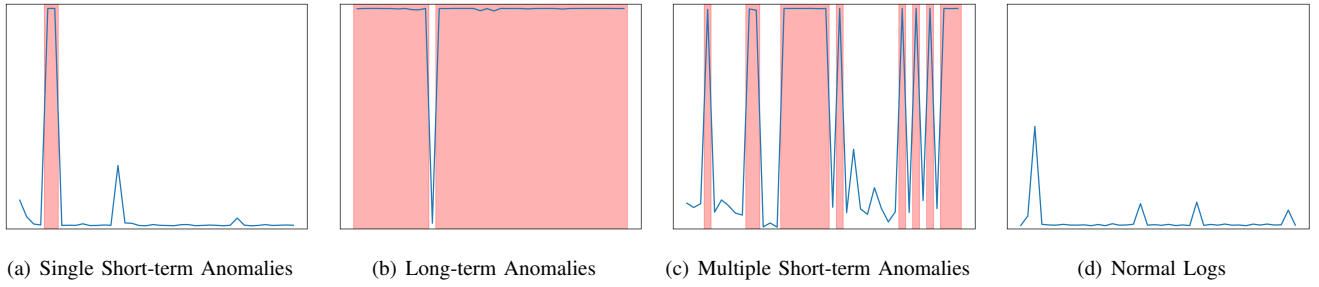 (a) Single Short-term Anomalies
(b) Long-term Anomalies
(c) Multiple Short-term Anomalies
(d) Normal Logs